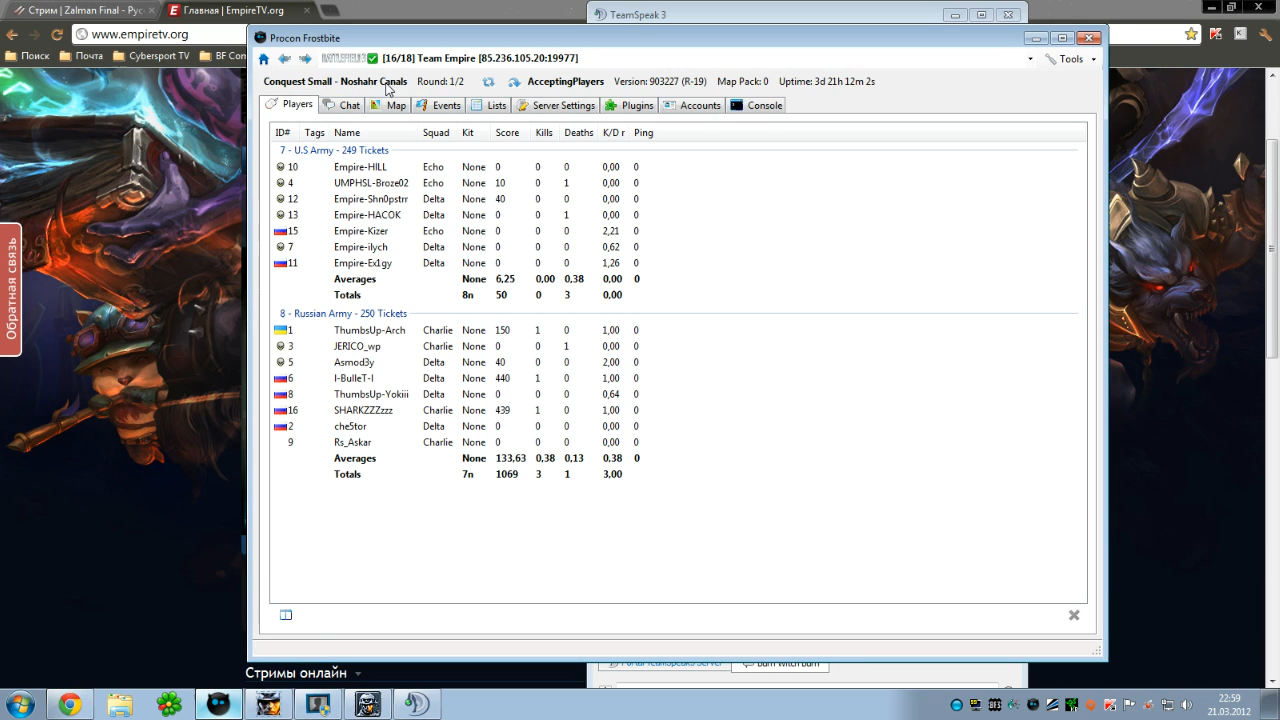 Стрим | Zalman Final - Рус
Главная | EmpireTV.org
TeamSpeak 3
www.empiretv.org
Procon Frostbite
Поиск Почта Cybersport TV BF Con
[16/18] Team Empire [85.236.105.20:19977]
Tools
Conquest Small - Noshahr Canals Round: 1/2 AcceptingPlayers Version: 903227 (R-19) Map Pack: 0 Uptime: 3d 21h 12m 2s
Players Chat Map Events Lists Server Settings Plugins Accounts Console
ID# Tags Name Squad Kit Score Kills Deaths K/D r Ping
7 - U.S Army - 249 Tickets
10 Empire-HILL Echo None 0 0 0 0,00 0
4 UMPHSL-Broze02 Echo None 10 0 1 0,00 0
12 Empire-Shn0pstrr Delta None 40 0 0 0,00 0
13 Empire-HACOK Delta None 0 0 1 0,00 0
15 Empire-Kizer Echo None 0 0 0 2,21 0
7 Empire-ilych Delta None 0 0 0 0,62 0
11 Empire-Ex1gy Delta None 0 0 0 1,26 0
Averages None 6,25 0,00 0,38 0,00 0
Totals 8n 50 0 3 0,00
8 - Russian Army - 250 Tickets
1 ThumbsUp-Arch Charlie None 150 1 0 1,00 0
3 JERICO_wp Charlie None 0 0 1 0,00 0
5 Asmod3y Delta None 40 0 0 2,00 0
6 I-BulleT-I Delta None 440 1 0 1,00 0
8 ThumbsUp-Yokiii Delta None 0 0 0 0,64 0
16 SHARKZZZzzz Charlie None 439 1 0 1,00 0
2 che5tor Delta None 0 0 0 0,00 0
9 Rs_Askar Charlie None 0 0 0 0,00 0
Averages None 133,63 0,38 0,13 0,38 0
Totals 7n 1069 3 1 3,00
Обратная связь
Стримы онлайн
22:59
21.03.2012